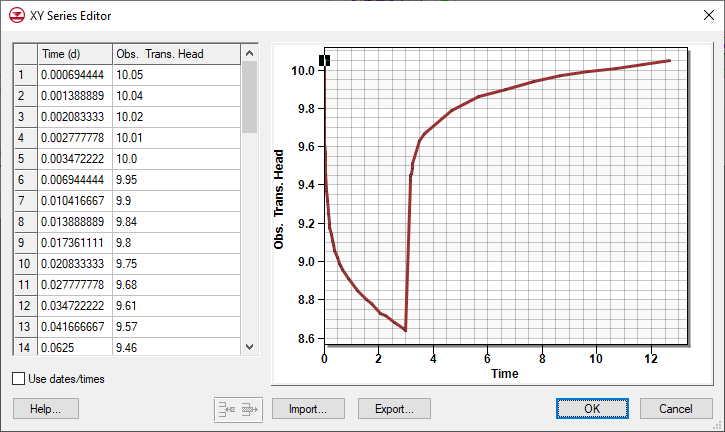 XY Series Editor
Time (d) Obs. Trans. Head
1 0.000694444 10.05
2 0.001388889 10.04
3 0.002083333 10.02
4 0.002777778 10.01
5 0.003472222 10.0
6 0.006944444 9.95
7 0.010416667 9.9
8 0.013888889 9.84
9 0.017361111 9.8
10 0.020833333 9.75
11 0.027777778 9.68
12 0.034722222 9.61
13 0.041666667 9.57
14 0.0625 9.46
Use dates/times
Obs. Trans. Head
10.0
9.8
9.6
9.4
9.2
9.0
8.8
8.6
0 2 4 6 8 10 12
Time
Help... Import... Export... OK Cancel